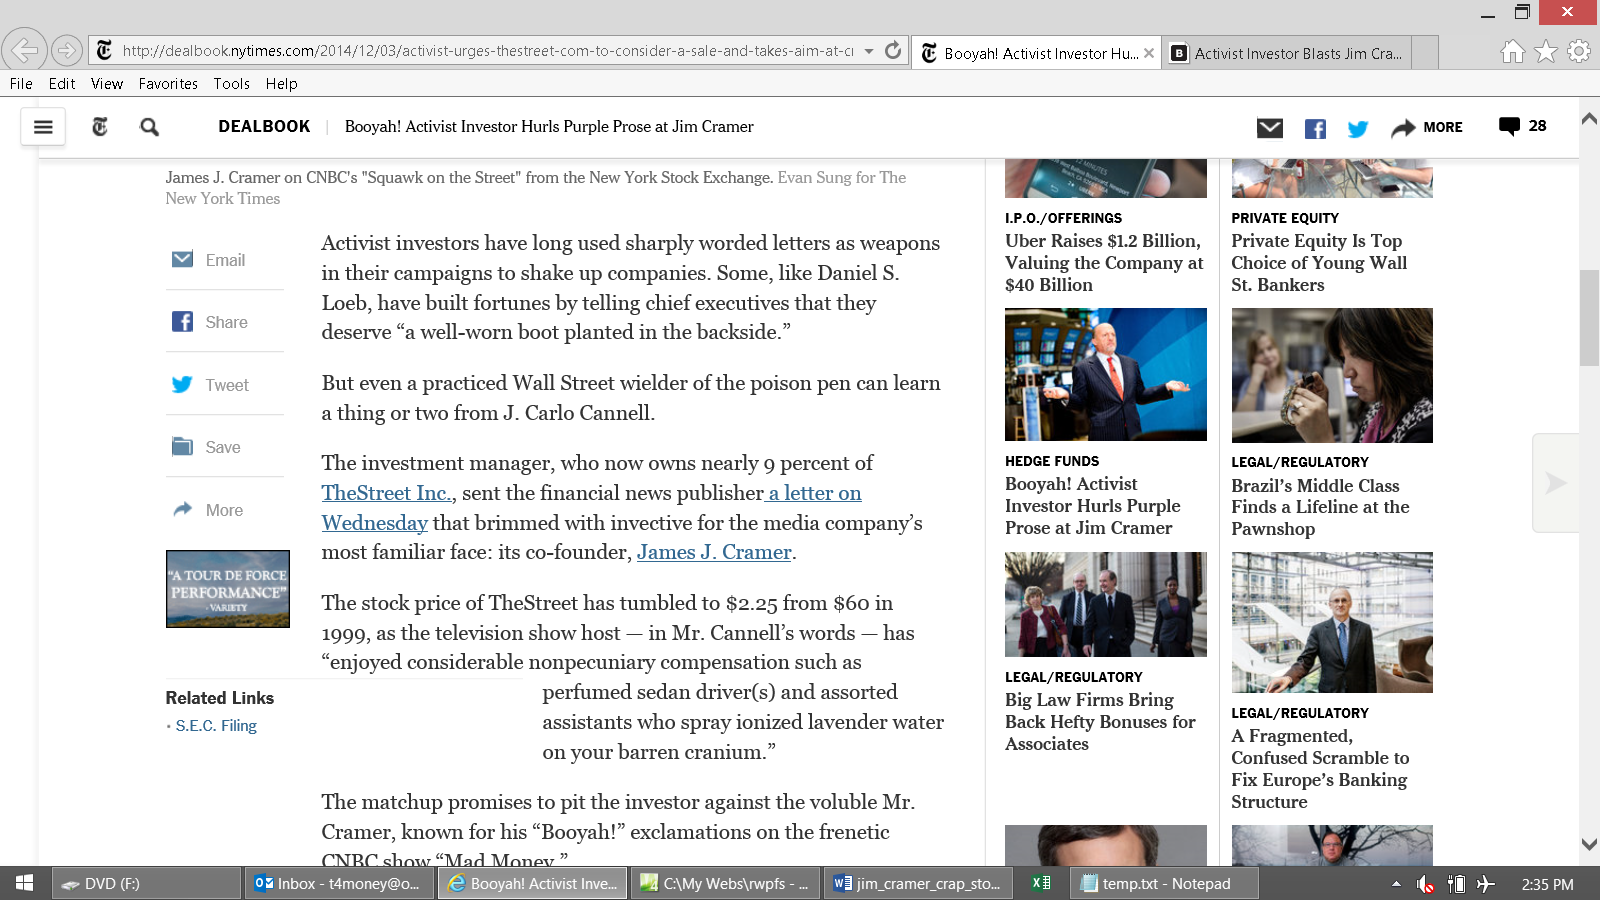 http://dealbook.nytimes.com/2014/12/03/activist-urges-thestreet-com-to-consider-a-sale-and-takes-aim-at-cr
Booyah! Activist Investor Hu...
Activist Investor Blasts Jim Cra...
File Edit View Favorites Tools Help
DEALBOOK | Booyah! Activist Investor Hurls Purple Prose at Jim Cramer
MORE
28
James J. Cramer on CNBC's "Squawk on the Street" from the New York Stock Exchange. Evan Sung for The
New York Times
Email
Share
Tweet
Save
More
"A TOUR DE FORCE
PERFORMANCE"
- VARIETY
Activist investors have long used sharply worded letters as weapons
in their campaigns to shake up companies. Some, like Daniel S.
Loeb, have built fortunes by telling chief executives that they
deserve “a well-worn boot planted in the backside.”
But even a practiced Wall Street wielder of the poison pen can learn
a thing or two from J. Carlo Cannell.
The investment manager, who now owns nearly 9 percent of
TheStreet Inc., sent the financial news publisher a letter on
Wednesday that brimmed with invective for the media company’s
most familiar face: its co-founder, James J. Cramer.
The stock price of TheStreet has tumbled to $2.25 from $60 in
1999, as the television show host — in Mr. Cannell’s words — has
“enjoyed considerable nonpecuniary compensation such as
perfumed sedan driver(s) and assorted
assistants who spray ionized lavender water
on your barren cranium.”
Related Links
· S.E.C. Filing
The matchup promises to pit the investor against the voluble Mr.
Cramer, known for his “Booyah!” exclamations on the frenetic
CNBC show “Mad Money.”
I.P.O./OFFERINGS
Uber Raises $1.2 Billion,
Valuing the Company at
$40 Billion
HEDGE FUNDS
Booyah! Activist
Investor Hurls Purple
Prose at Jim Cramer
LEGAL/REGULATORY
Big Law Firms Bring
Back Hefty Bonuses for
Associates
PRIVATE EQUITY
Private Equity Is Top
Choice of Young Wall
St. Bankers
LEGAL/REGULATORY
Brazil’s Middle Class
Finds a Lifeline at the
Pawnshop
LEGAL/REGULATORY
A Fragmented,
Confused Scramble to
Fix Europe’s Banking
Structure
DVD (F:)
Inbox - t4money@o...
Booyah! Activist Inve...
C:\My Webs\rwpfs - ...
jim_cramer_crap_sto...
temp.txt - Notepad
2:35 PM